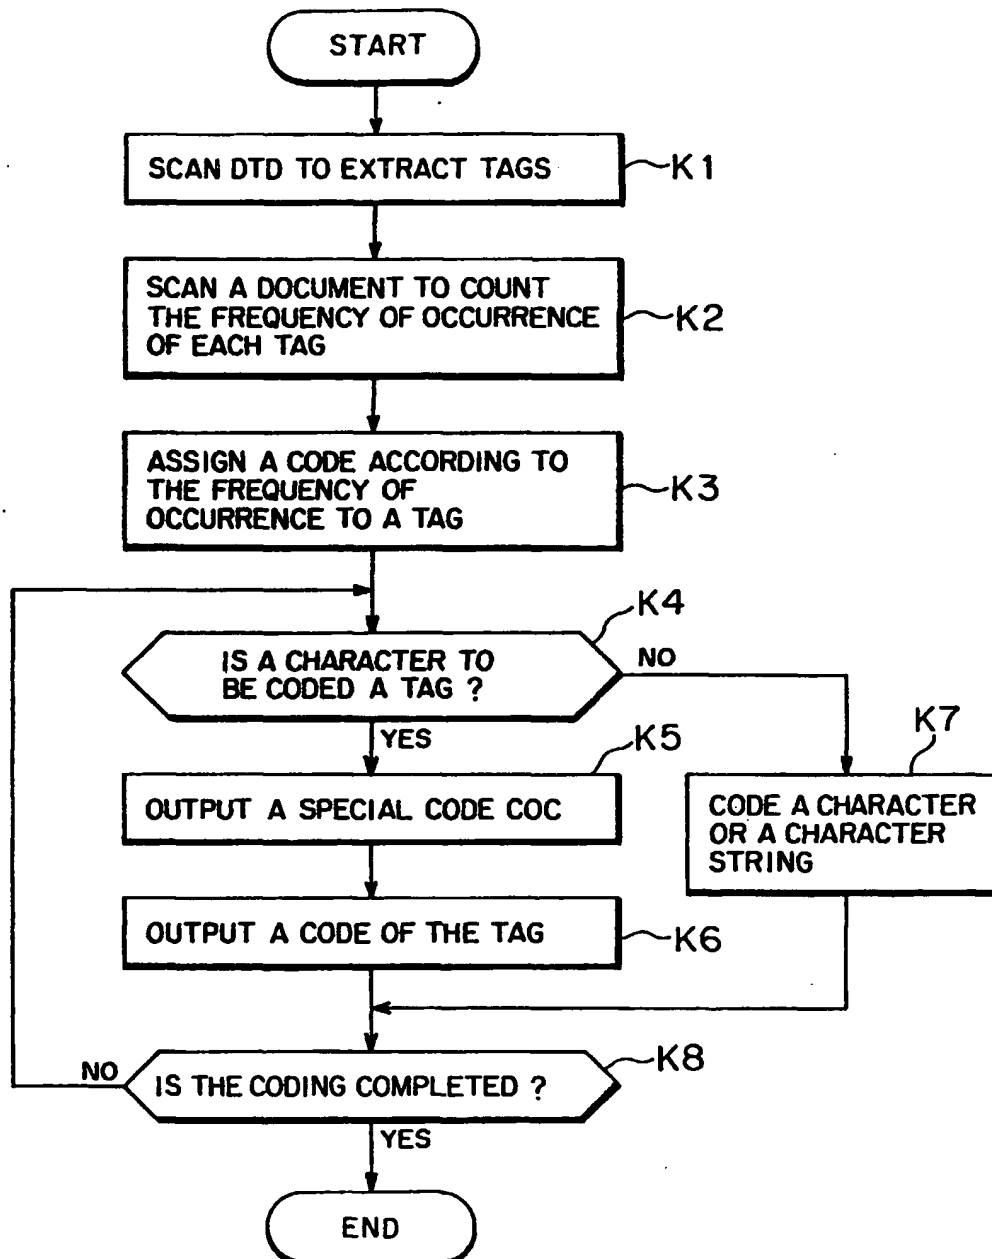 START
SCAN DTD TO EXTRACT TAGS
K1
SCAN A DOCUMENT TO COUNT
THE FREQUENCY OF OCCURRENCE
OF EACH TAG
K2
ASSIGN A CODE ACCORDING TO
THE FREQUENCY OF
OCCURRENCE TO A TAG
K3
K4
IS A CHARACTER TO
BE CODED A TAG ?
NO
YES
K5
K7
OUTPUT A SPECIAL CODE COC
CODE A CHARACTER
OR A CHARACTER
STRING
OUTPUT A CODE OF THE TAG
K6
K8
NO
IS THE CODING COMPLETED ?
YES
END